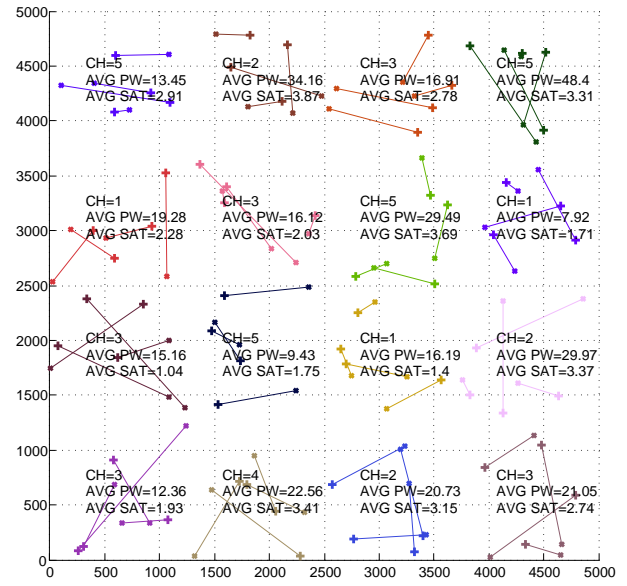 5000
CH=5 CH=2 CH=3 CH=5
4500
AVG PW=13.45 AVG PW=34.16 AVG PW=16.91 AVG PW=48.4
AVG SAT=2.91 AVG SAT=3.87 AVG SAT=2.78 AVG SAT=3.31
4000
3500
CH=1 CH=3 CH=5 CH=1
AVG PW=19.28 AVG PW=16.12 AVG PW=29.49 AVG PW=7.92
3000
AVG SAT=2.28 AVG SAT=2.03 AVG SAT=3.69 AVG SAT=1.71
2500
CH=3 CH=5 CH=1 CH=2
2000
AVG PW=15.16 AVG PW=9.43 AVG PW=16.19 AVG PW=29.97
AVG SAT=1.04 AVG SAT=1.75 AVG SAT=1.4 AVG SAT=3.37
1500
1000
CH=3 CH=4 CH=2 CH=3
AVG PW=12.36 AVG PW=22.56 AVG PW=20.73 AVG PW=21.05
500
AVG SAT=1.93 AVG SAT=3.41 AVG SAT=3.15 AVG SAT=2.74
0
0 500 1000 1500 2000 2500 3000 3500 4000 4500 5000